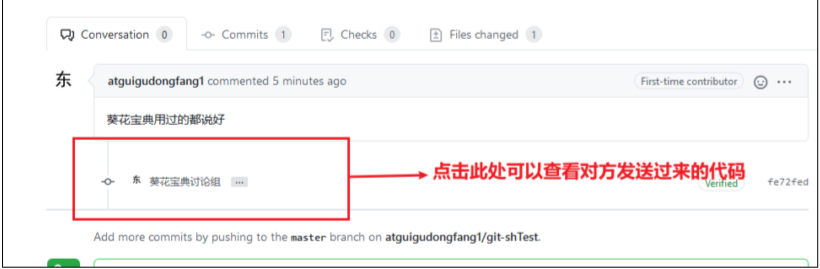 Conversation 0 Commits 1 Checks 0 Files changed 1
东 atguigudongfang1 commented 5 minutes ago First-time contributor
葵花宝典用过的都说好
东 葵花宝典讨论组 ... Verified fe72fed
点击此处可以查看对方发送过来的代码
Add more commits by pushing to the master branch on atguigudongfang1/git-shTest.